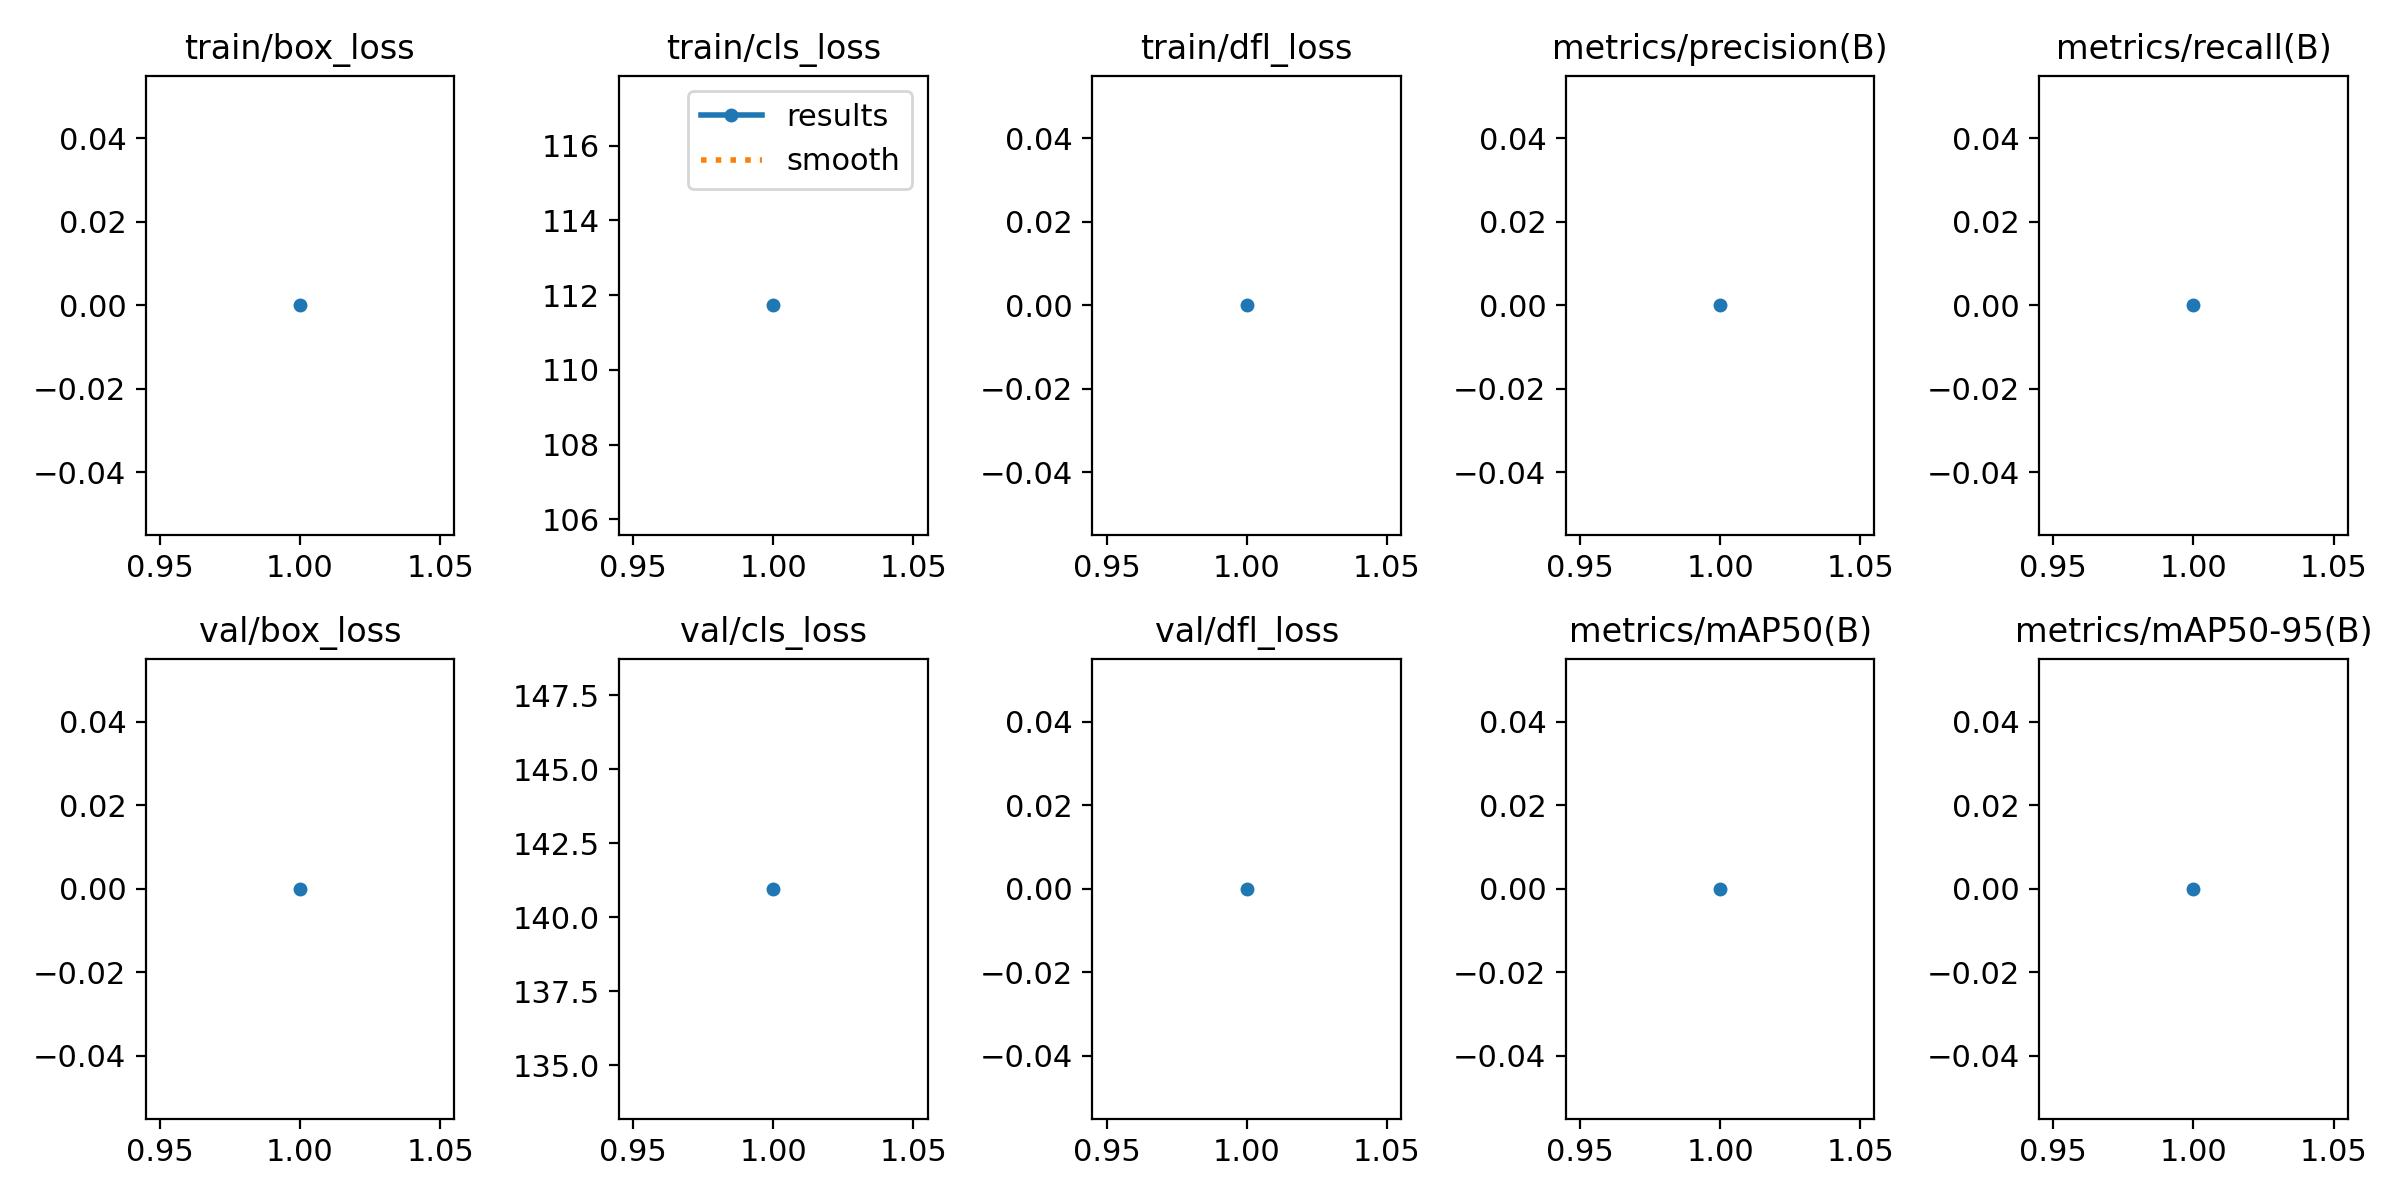 train/box_loss
0.04
0.02
0.00
−0.02
−0.04
0.95 1.00 1.05
train/cls_loss
results
smooth
116
114
112
110
108
106
0.95 1.00 1.05
train/dfl_loss
0.04
0.02
0.00
−0.02
−0.04
0.95 1.00 1.05
metrics/precision(B)
0.04
0.02
0.00
−0.02
−0.04
0.95 1.00 1.05
metrics/recall(B)
0.04
0.02
0.00
−0.02
−0.04
0.95 1.00 1.05
val/box_loss
0.04
0.02
0.00
−0.02
−0.04
0.95 1.00 1.05
val/cls_loss
147.5
145.0
142.5
140.0
137.5
135.0
0.95 1.00 1.05
val/dfl_loss
0.04
0.02
0.00
−0.02
−0.04
0.95 1.00 1.05
metrics/mAP50(B)
0.04
0.02
0.00
−0.02
−0.04
0.95 1.00 1.05
metrics/mAP50-95(B)
0.04
0.02
0.00
−0.02
−0.04
0.95 1.00 1.05